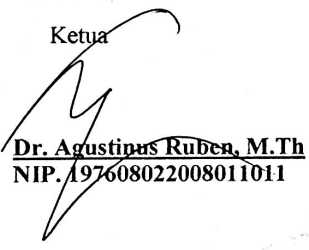 Ketua
Dr. Agustinus Ruben, M.Th
NIP. 197608022008011011